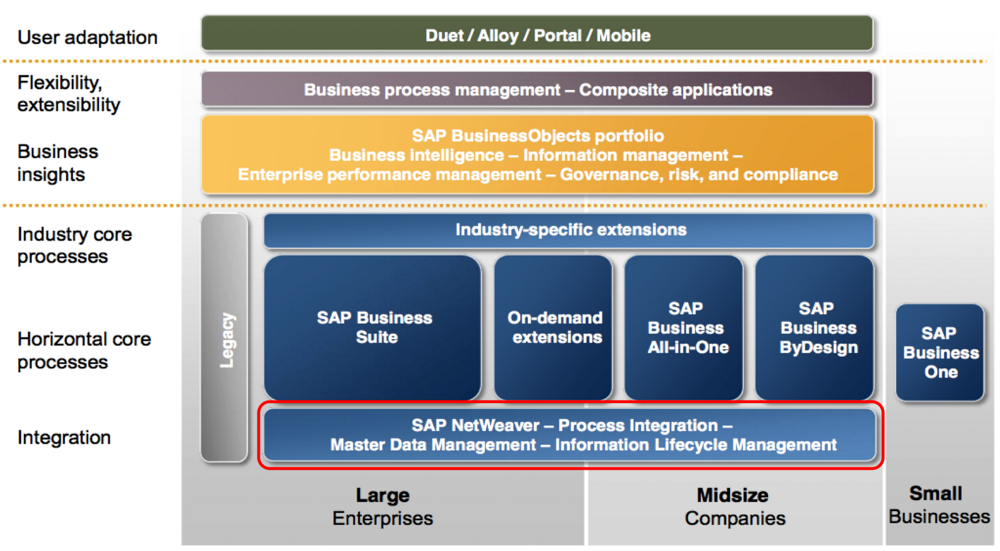 User adaptation
Duet / Alloy / Portal / Mobile
Flexibility,
extensibility
Business process management – Composite applications
Business
insights
SAP BusinessObjects portfolio
Business intelligence – Information management –
Enterprise performance management – Governance, risk, and compliance
Industry core
processes
Industry-specific extensions
Horizontal core
processes
Legacy
SAP Business
Suite
On-demand
extensions
SAP
Business
All-in-One
SAP
Business
ByDesign
SAP
Business
One
Integration
SAP NetWeaver – Process Integration –
Master Data Management – Information Lifecycle Management
Large
Enterprises
Midsize
Companies
Small
Businesses